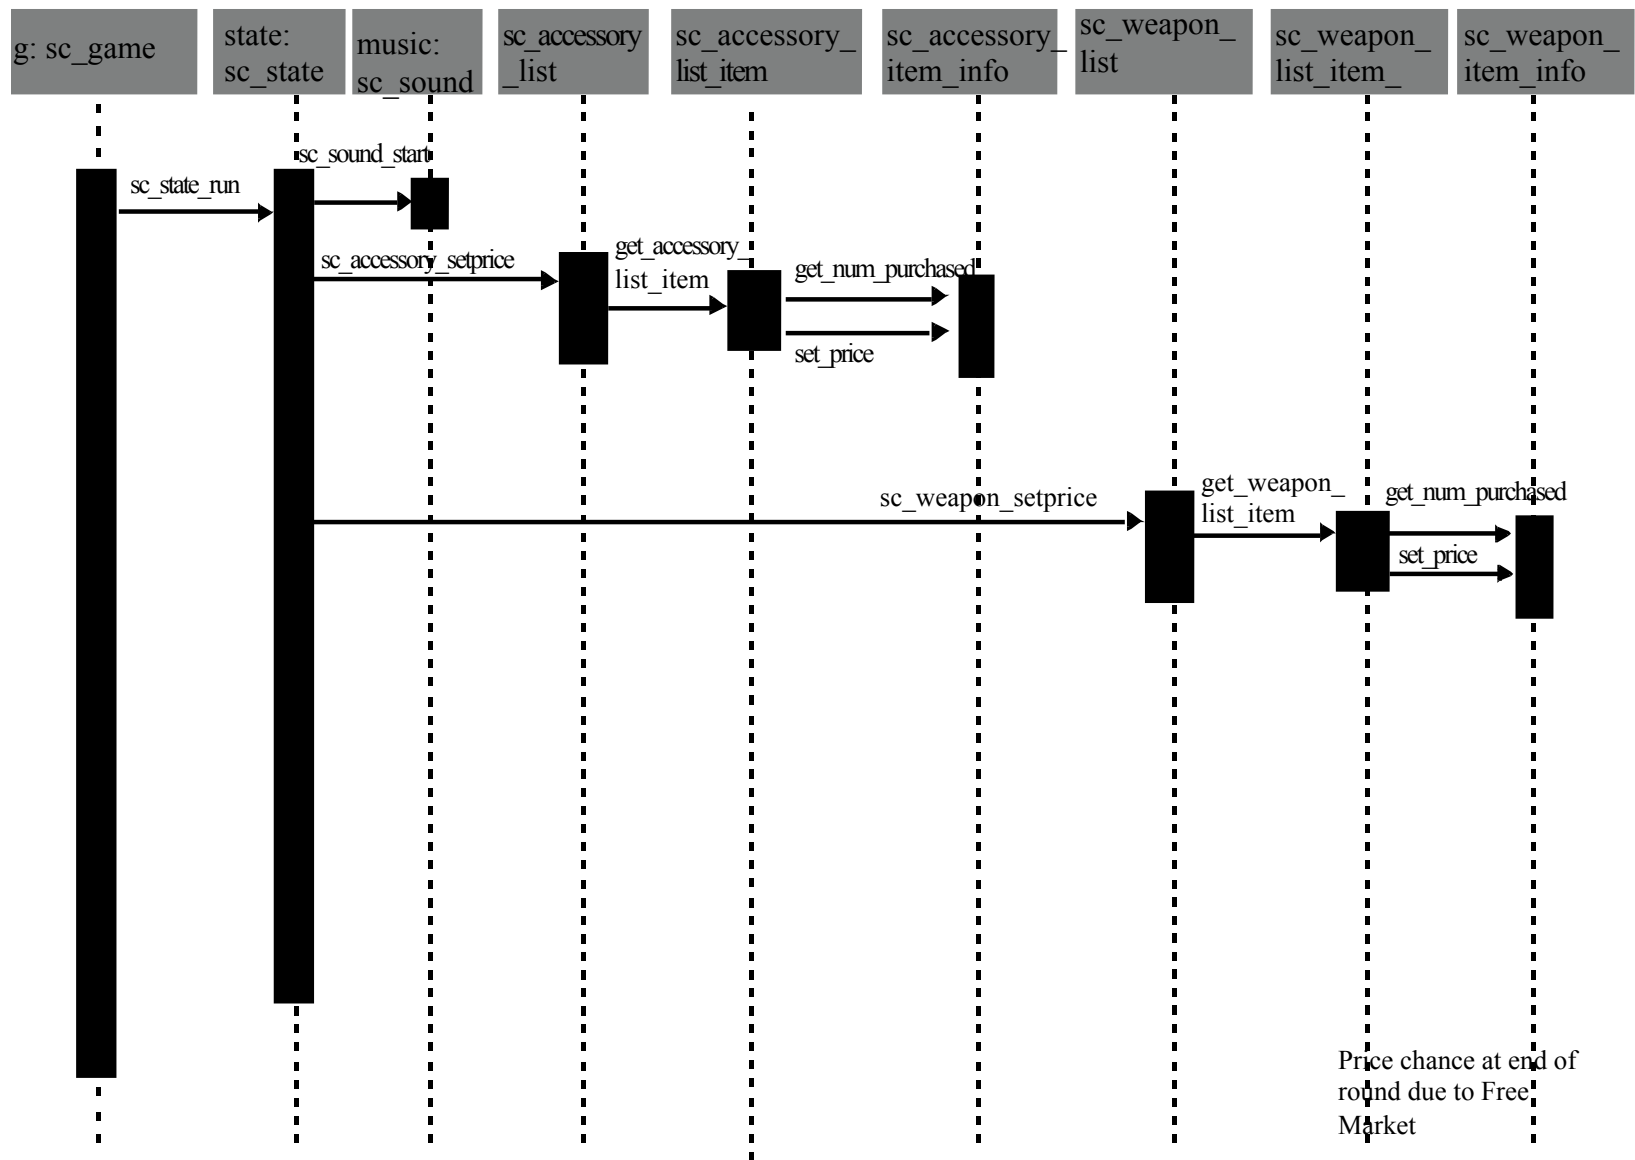 g: sc_game
state:
sc_state
music:
sc_sound
sc_accessory
_list
sc_accessory_
list_item
sc_accessory_
item_info
sc_weapon_
list
sc_weapon_
list_item_
sc_weapon_
item_info
sc_sound_start
sc_state_run
sc_accessory_setprice
get_accessory_
list_item
get_num_purchased
set_price
sc_weapon_setprice
get_weapon_
list_item
get_num_purchased
set_price
Price chance at end of
round due to Free
Market